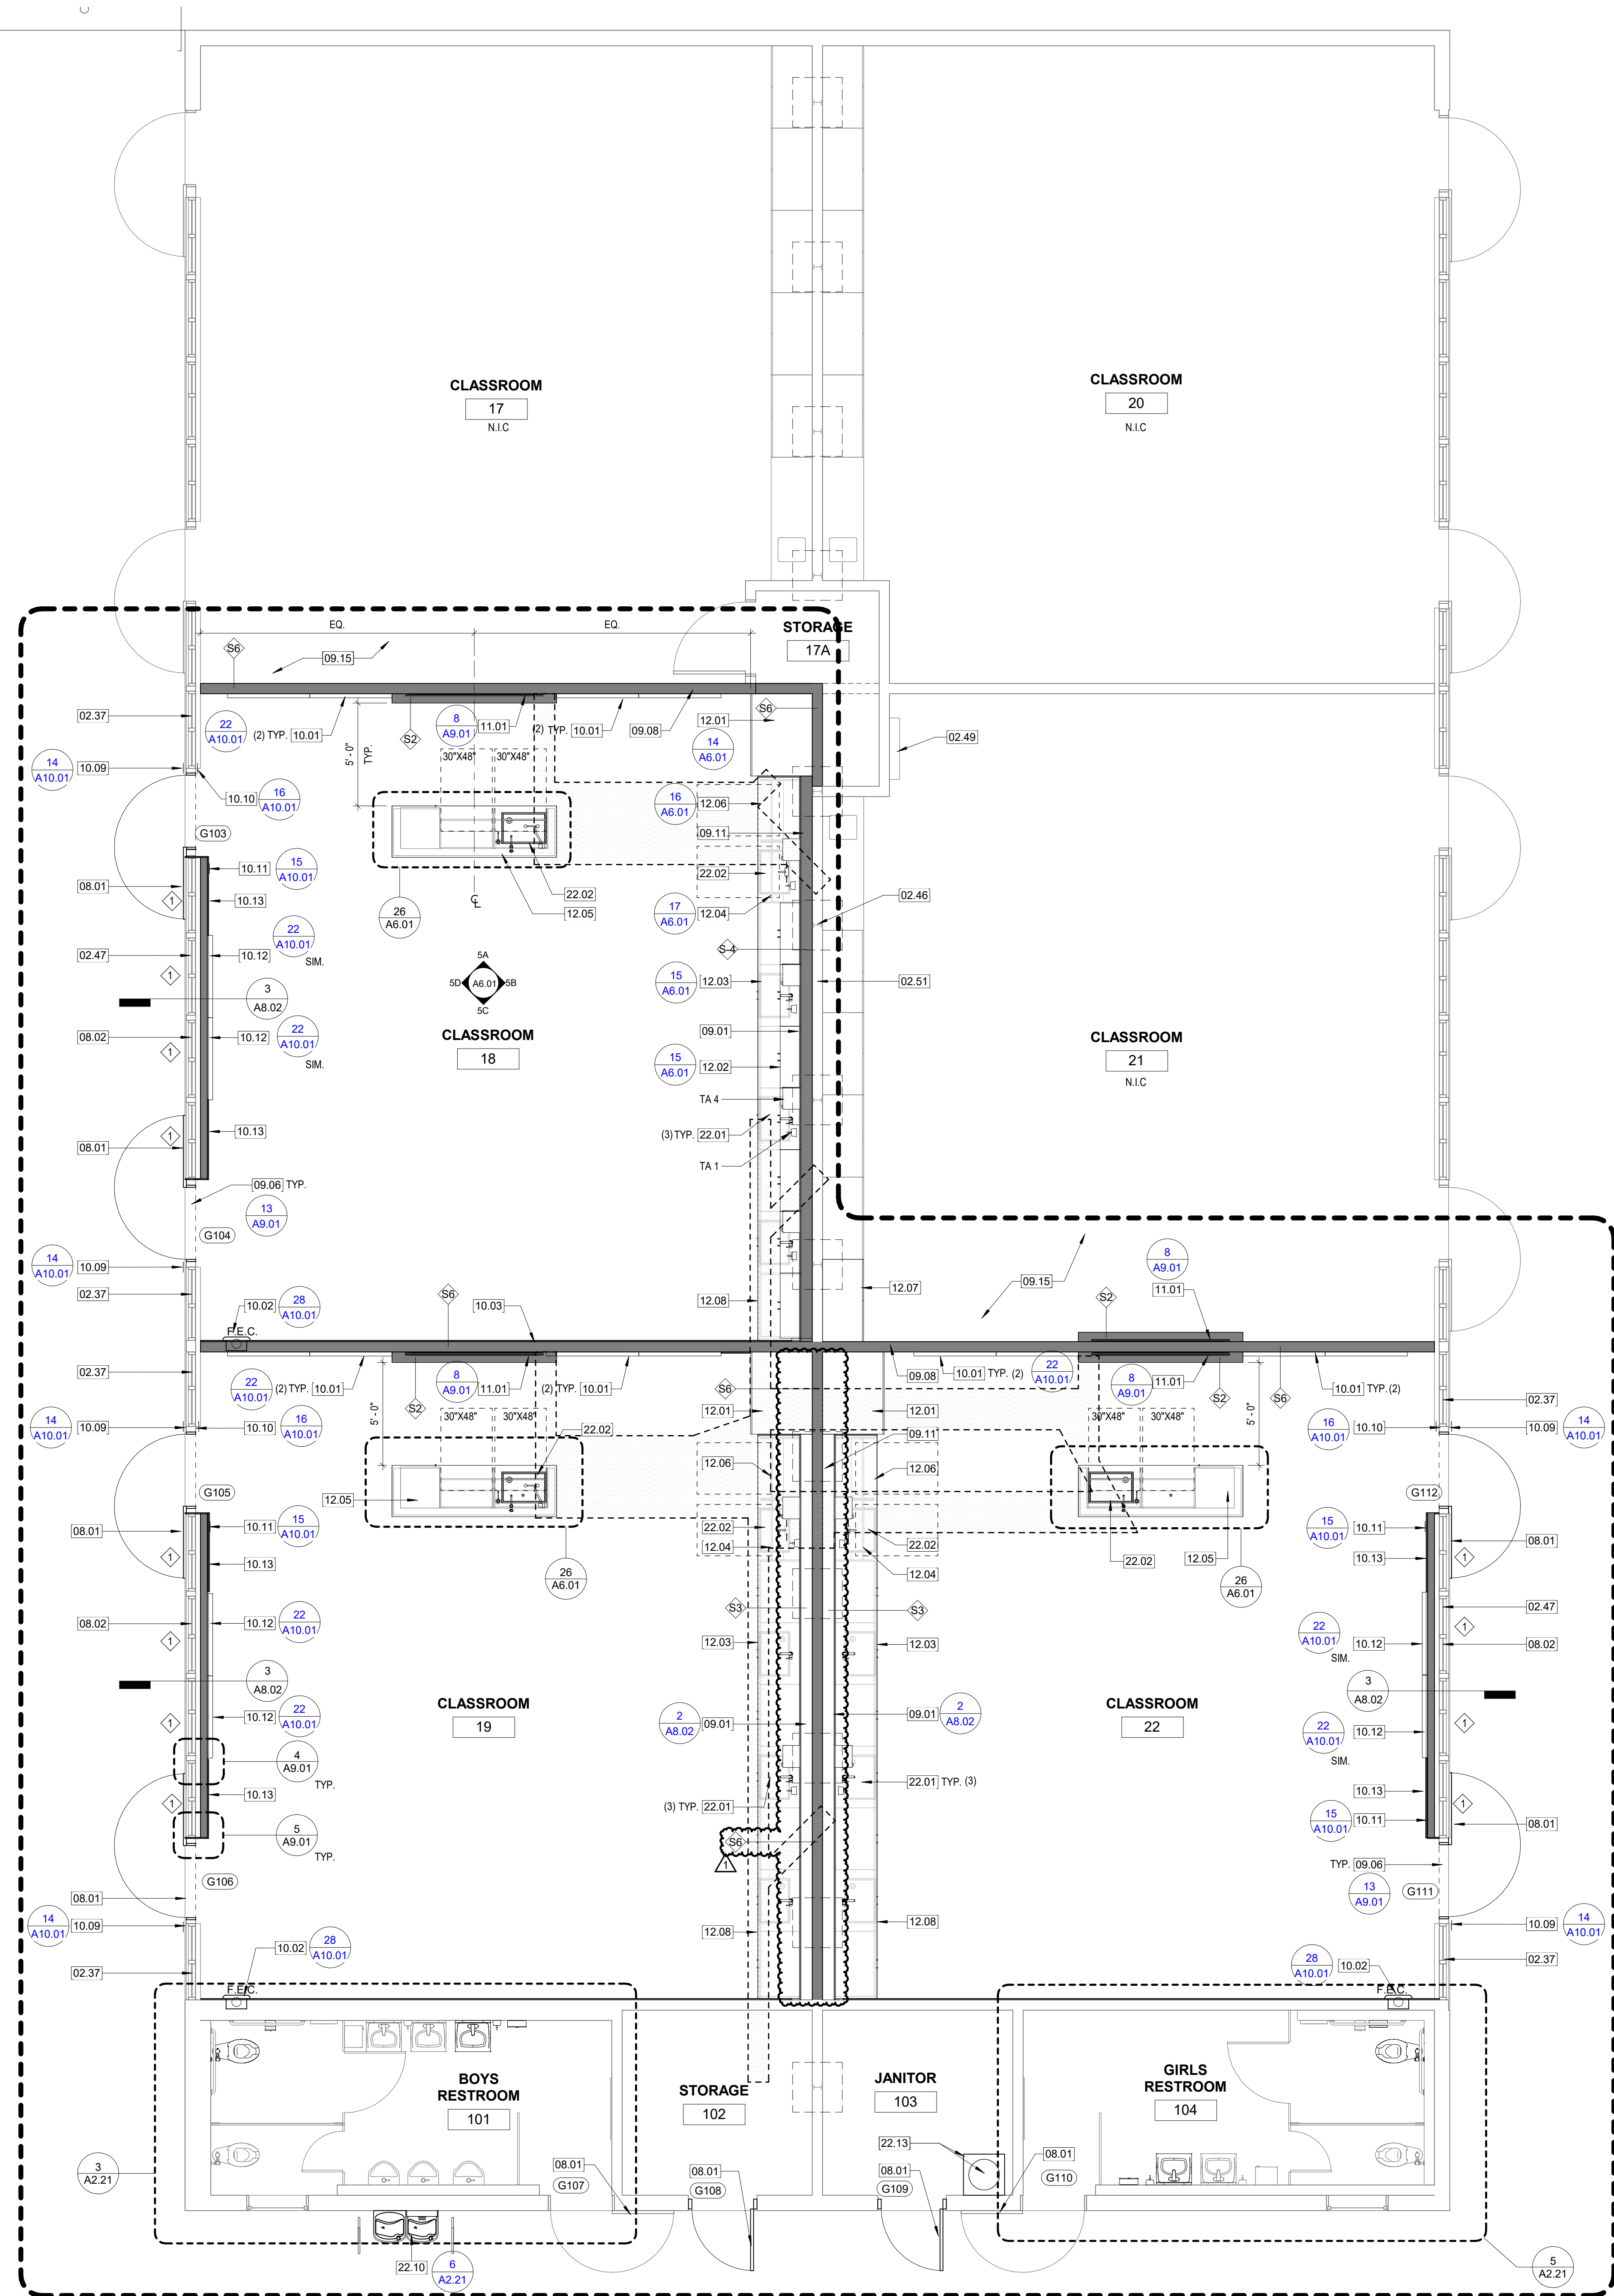 CLASSROOM
17
N.I.C
CLASSROOM
20
N.I.C
EQ.
EQ.
STORAGE
17A
S6
09.15
02.37
22
A10.01
(2) TYP. 10.01
S2
8
A9.01
11.01
(2) TYP. 10.01
09.08
S6
12.01
14
A6.01
02.49
5' - 0"
TYP.
30"X48"
30"X48"
14
A10.01
10.09
10.10
16
A10.01
G103
16
A6.01
12.06
09.11
10.11
15
A10.01
08.01
1
10.13
22.02
12.05
26
A6.01
22.02
17
A6.01
12.04
02.46
S-4
22
A10.01
02.47
10.12
SIM.
1
5A
5D
A6.01
5B
5C
15
A6.01
12.03
02.51
3
A8.02
CLASSROOM
18
09.01
CLASSROOM
21
N.I.C
08.02
10.12
22
A10.01
SIM.
1
15
A6.01
12.02
TA 4
(3) TYP. 22.01
TA 1
10.13
1
08.01
09.06 TYP.
13
A9.01
G104
14
A10.01
10.09
02.37
S6
10.02
28
A10.01
10.03
F.E.C.
12.08
12.07
09.15
8
A9.01
11.01
S2
02.37
22
A10.01
(2) TYP. 10.01
S2
8
A9.01
11.01
(2) TYP. 10.01
S6
12.01
12.01
09.08
10.01 TYP. (2)
22
A10.01
8
A9.01
11.01
S2
S6
10.01 TYP. (2)
02.37
5' - 0"
30"X48"
30"X48"
30"X48"
30"X48"
5' - 0"
14
A10.01
10.09
10.10
16
A10.01
22.02
09.11
16
A10.01
10.10
10.09
14
A10.01
12.06
12.06
G105
12.05
G112
08.01
10.11
15
A10.01
1
10.13
22.02
12.04
22.02
12.04
22.02
12.05
15
A10.01
10.11
10.13
08.01
1
26
A6.01
26
A6.01
S3
S3
08.02
10.12
22
A10.01
1
12.03
12.03
22
A10.01
10.12
SIM.
02.47
1
08.02
3
A8.02
3
A8.02
CLASSROOM
19
CLASSROOM
22
10.12
22
A10.01
1
2
A8.02
09.01
09.01
2
A8.02
22
A10.01
10.12
SIM.
1
4
A9.01
TYP.
10.13
1
(3) TYP. 22.01
22.01 TYP. (3)
10.13
15
A10.01
10.11
1
08.01
5
A9.01
TYP.
S6
1
TYP. 09.06
13
A9.01
G111
G106
08.01
14
A10.01
10.09
12.08
12.08
10.09
14
A10.01
10.02
28
A10.01
02.37
28
A10.01
10.02
02.37
F.E.C.
F.E.C.
BOYS
RESTROOM
101
STORAGE
102
JANITOR
103
GIRLS
RESTROOM
104
3
A2.21
08.01
G107
08.01
G108
22.13
08.01
G109
08.01
G110
22.10
6
A2.21
5
A2.21